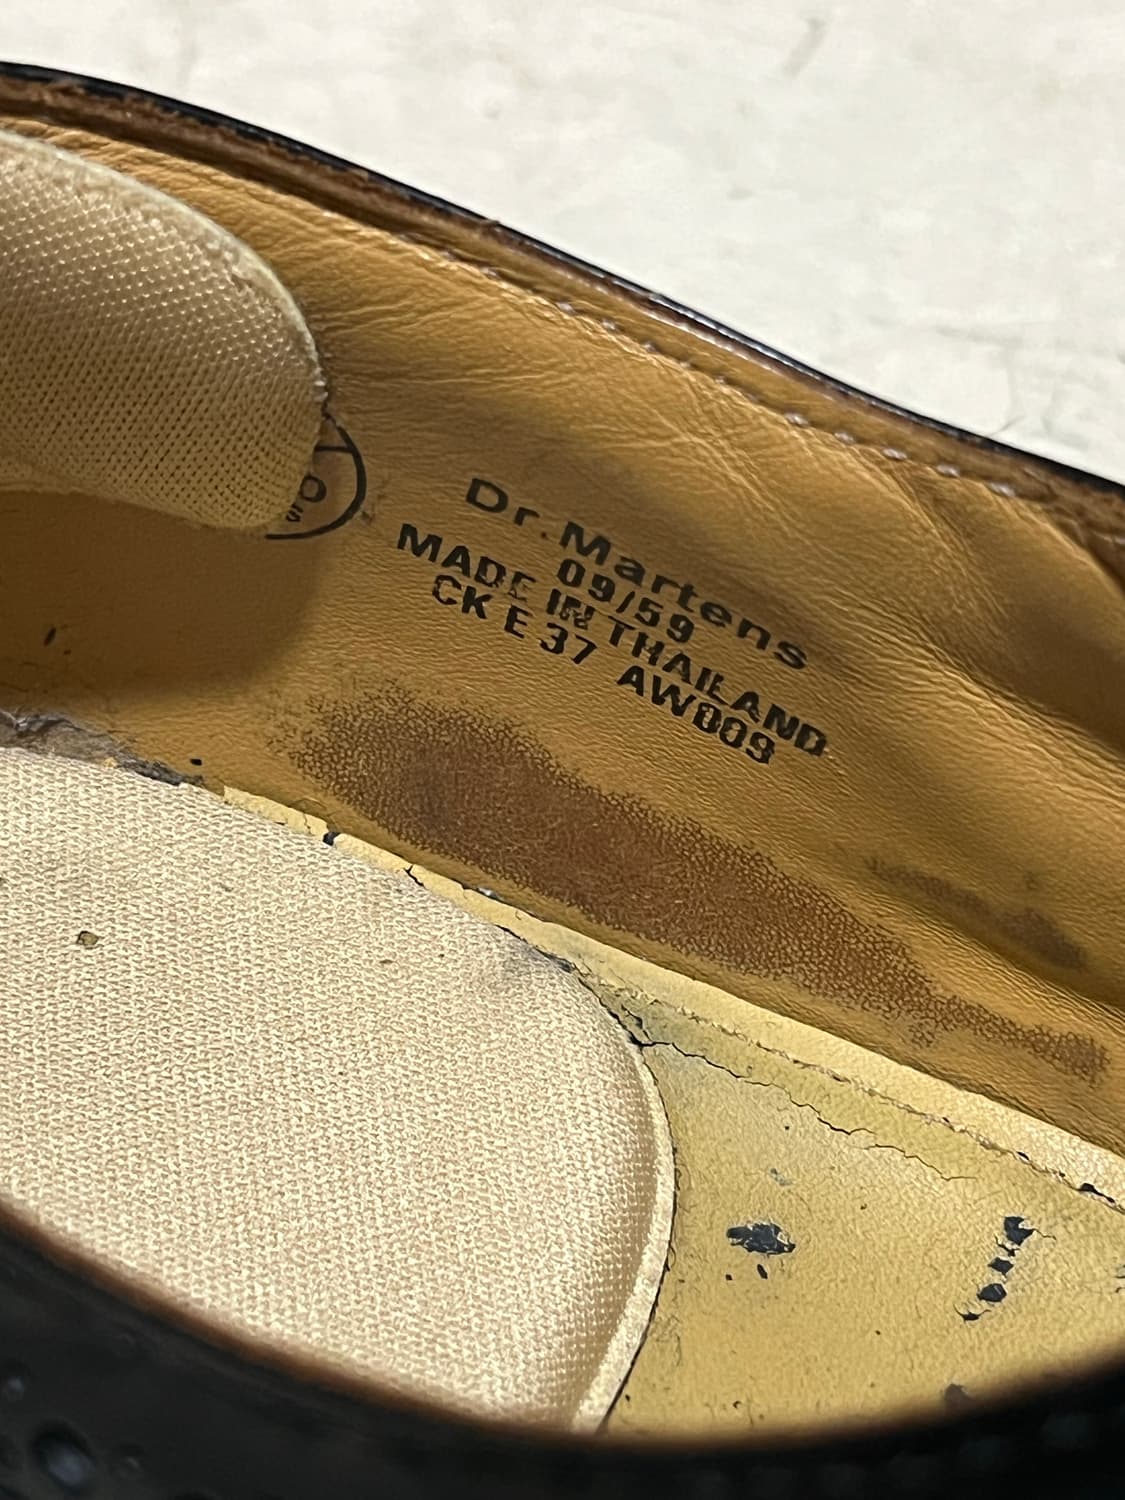 Dr.Martens
09/59
MADE IN THAILAND
CK E 37 AW009